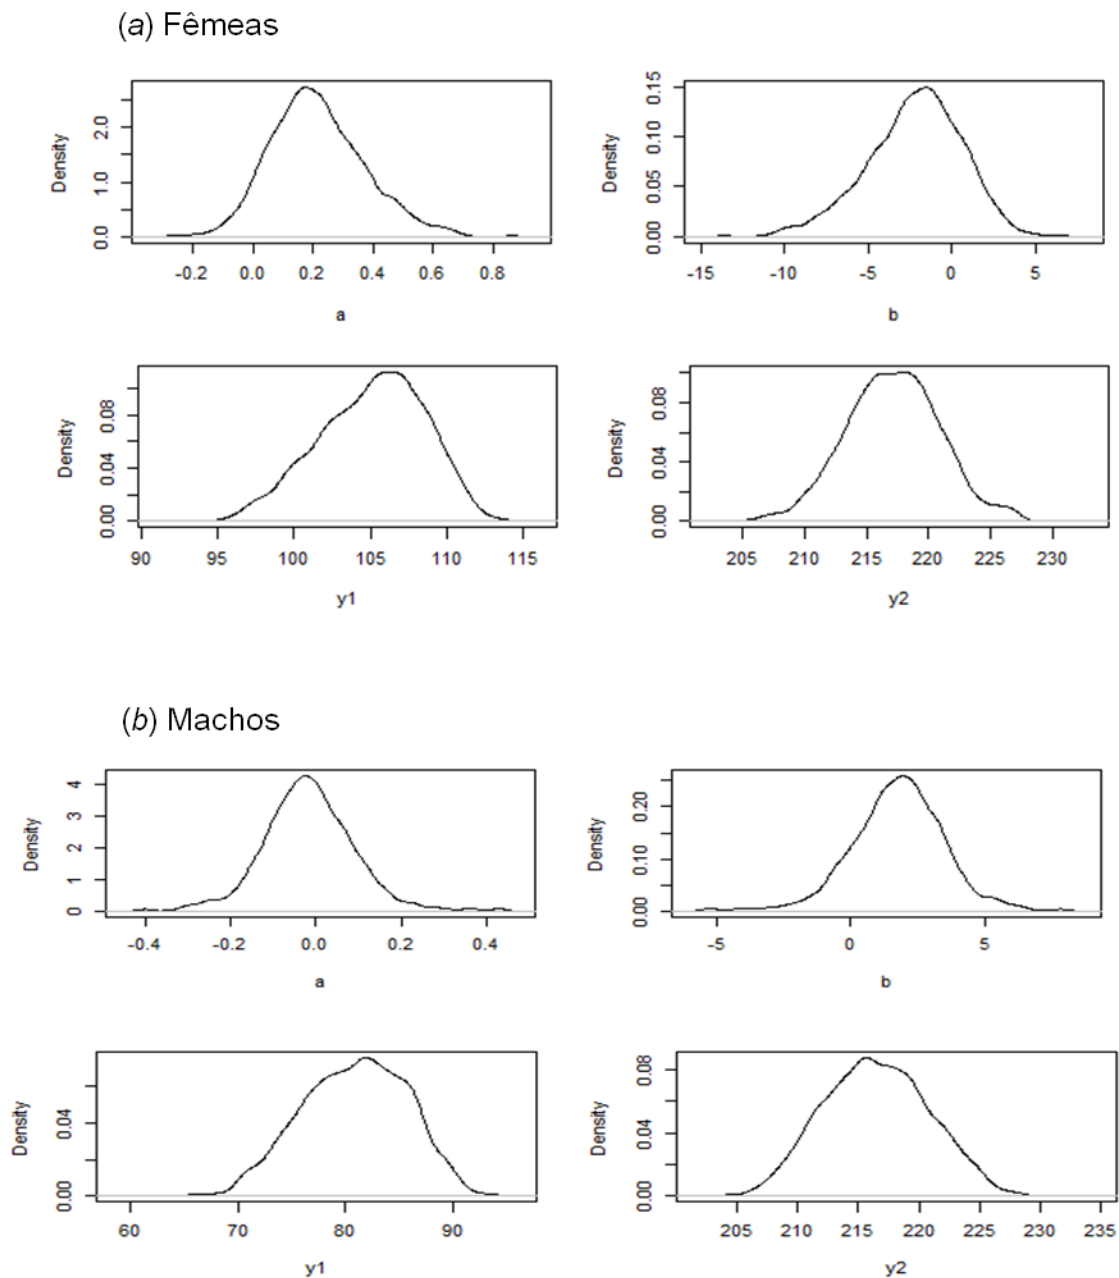 (a) Fêmeas
Density
0.0 1.0 2.0
-0.2 0.0 0.2 0.4 0.6 0.8
a
Density
0.00 0.05 0.10 0.15
-15 -10 -5 0 5
b
Density
0.00 0.04 0.08
90 95 100 105 110 115
y1
Density
0.00 0.04 0.08
205 210 215 220 225 230
y2
(b) Machos
Density
0 1 2 3 4
-0.4 -0.2 0.0 0.2 0.4
a
Density
0.00 0.10 0.20
-5 0 5
b
Density
0.00 0.04
60 70 80 90
y1
Density
0.00 0.04 0.08
205 210 215 220 225 230 235
y2